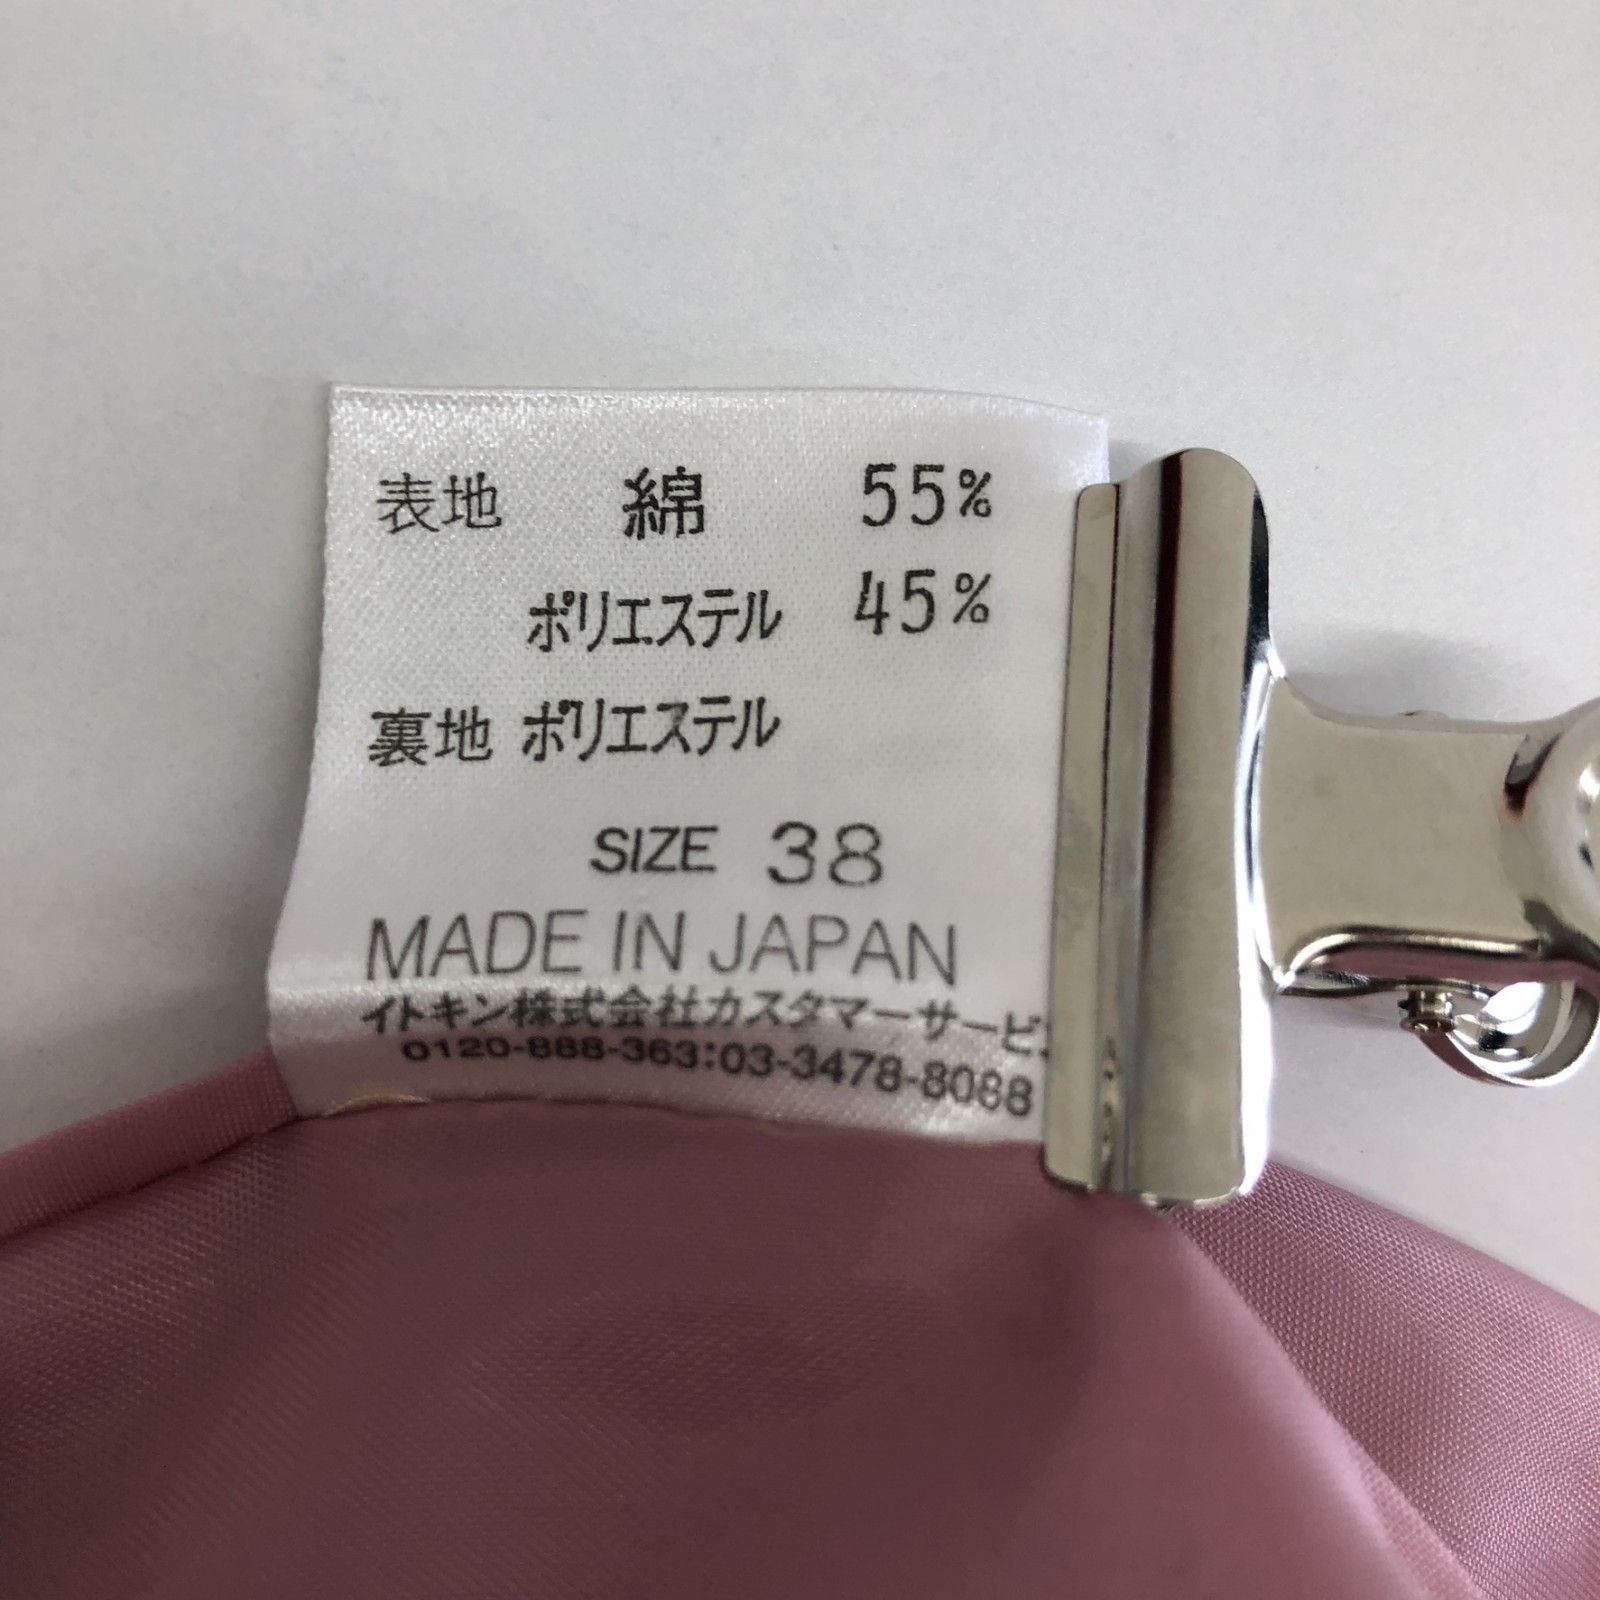 表地 綿 55%
ポリエステル 45%
裏地 ポリエステル
SIZE 38
MADE IN JAPAN
イトキン株式会社カスタマーサービ
0120-888-363:03-3478-8088